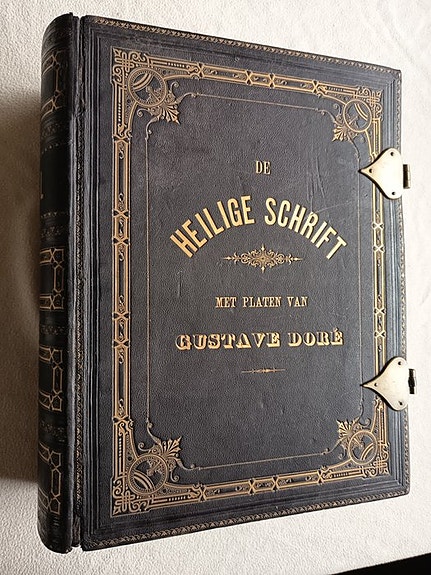 DE
HEILIGE SCHRIFT
MET PLATEN VAN
GUSTAVE DORÉ